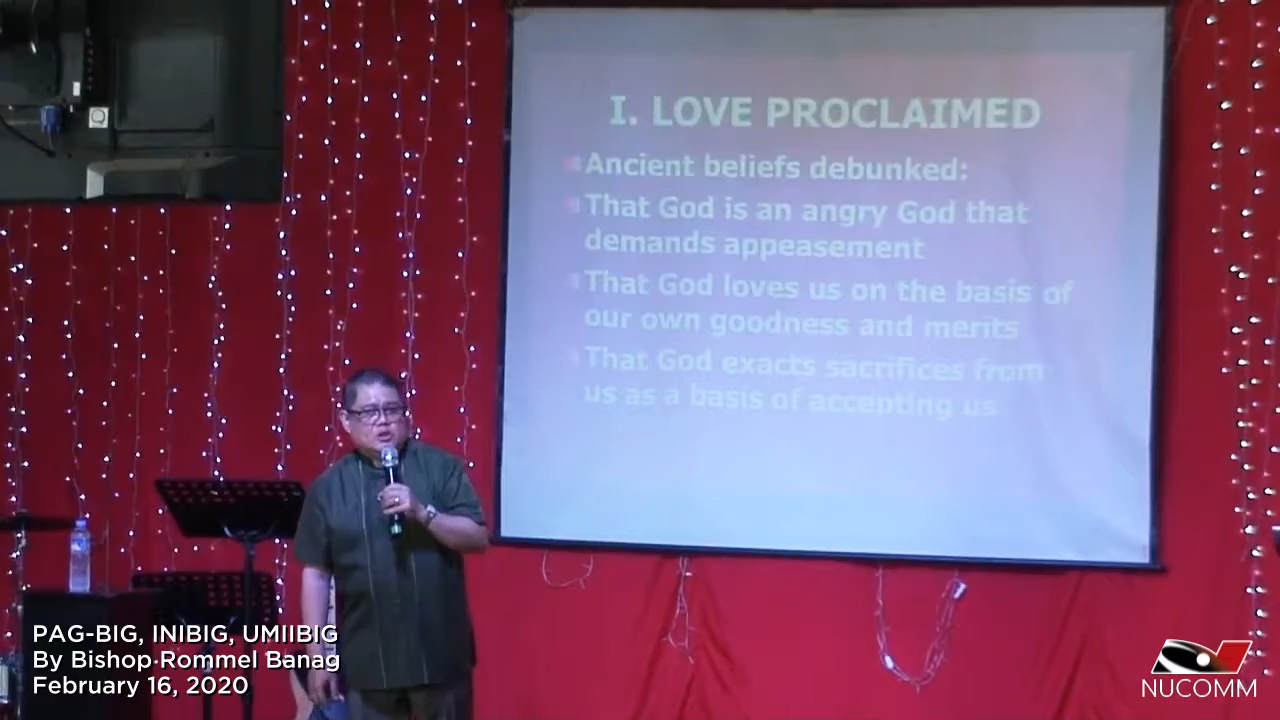 I. LOVE PROCLAIMED
Ancient beliefs debunked:
That God is an angry God that
demands appeasement
That God loves us on the basis of
our own goodness and merits
That God exacts sacrifices from
us as a basis of accepting us
PAG-BIG, INIBIG, UMIIBIG
By Bishop Rommel Banag
February 16, 2020
NUCOMM